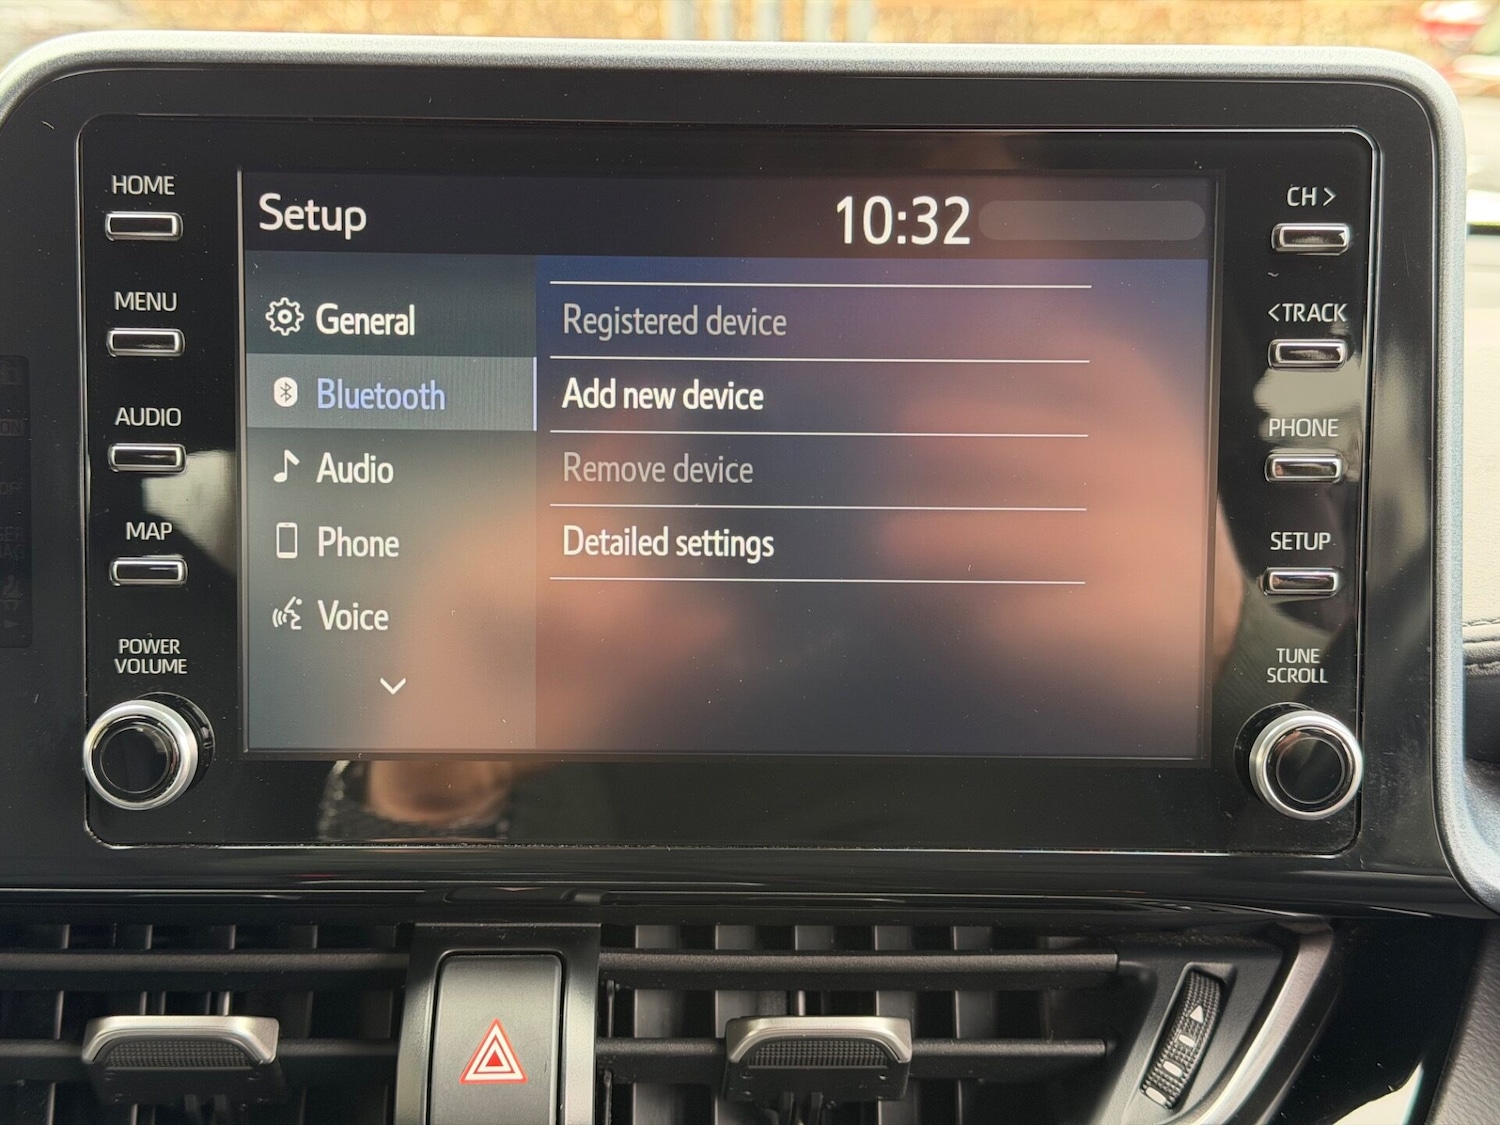 HOME
MENU
AUDIO
MAP
POWER
VOLUME
Setup
10:32
General
Bluetooth
Audio
Phone
Voice
Registered device
Add new device
Remove device
Detailed settings
CH >
< TRACK
PHONE
SETUP
TUNE
SCROLL